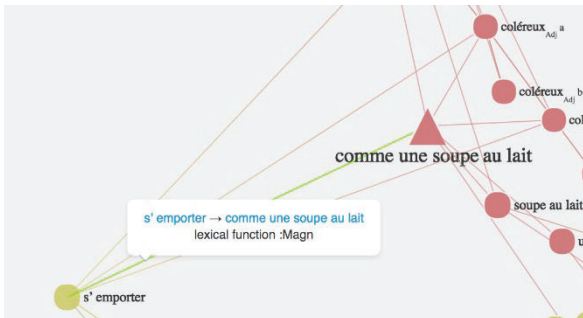 coléreux Adj a
coléreux Adj b
col
comme une soupe au lait
soupe au lait
s' emporter → comme une soupe au lait
lexical function :Magn
u
s' emporter